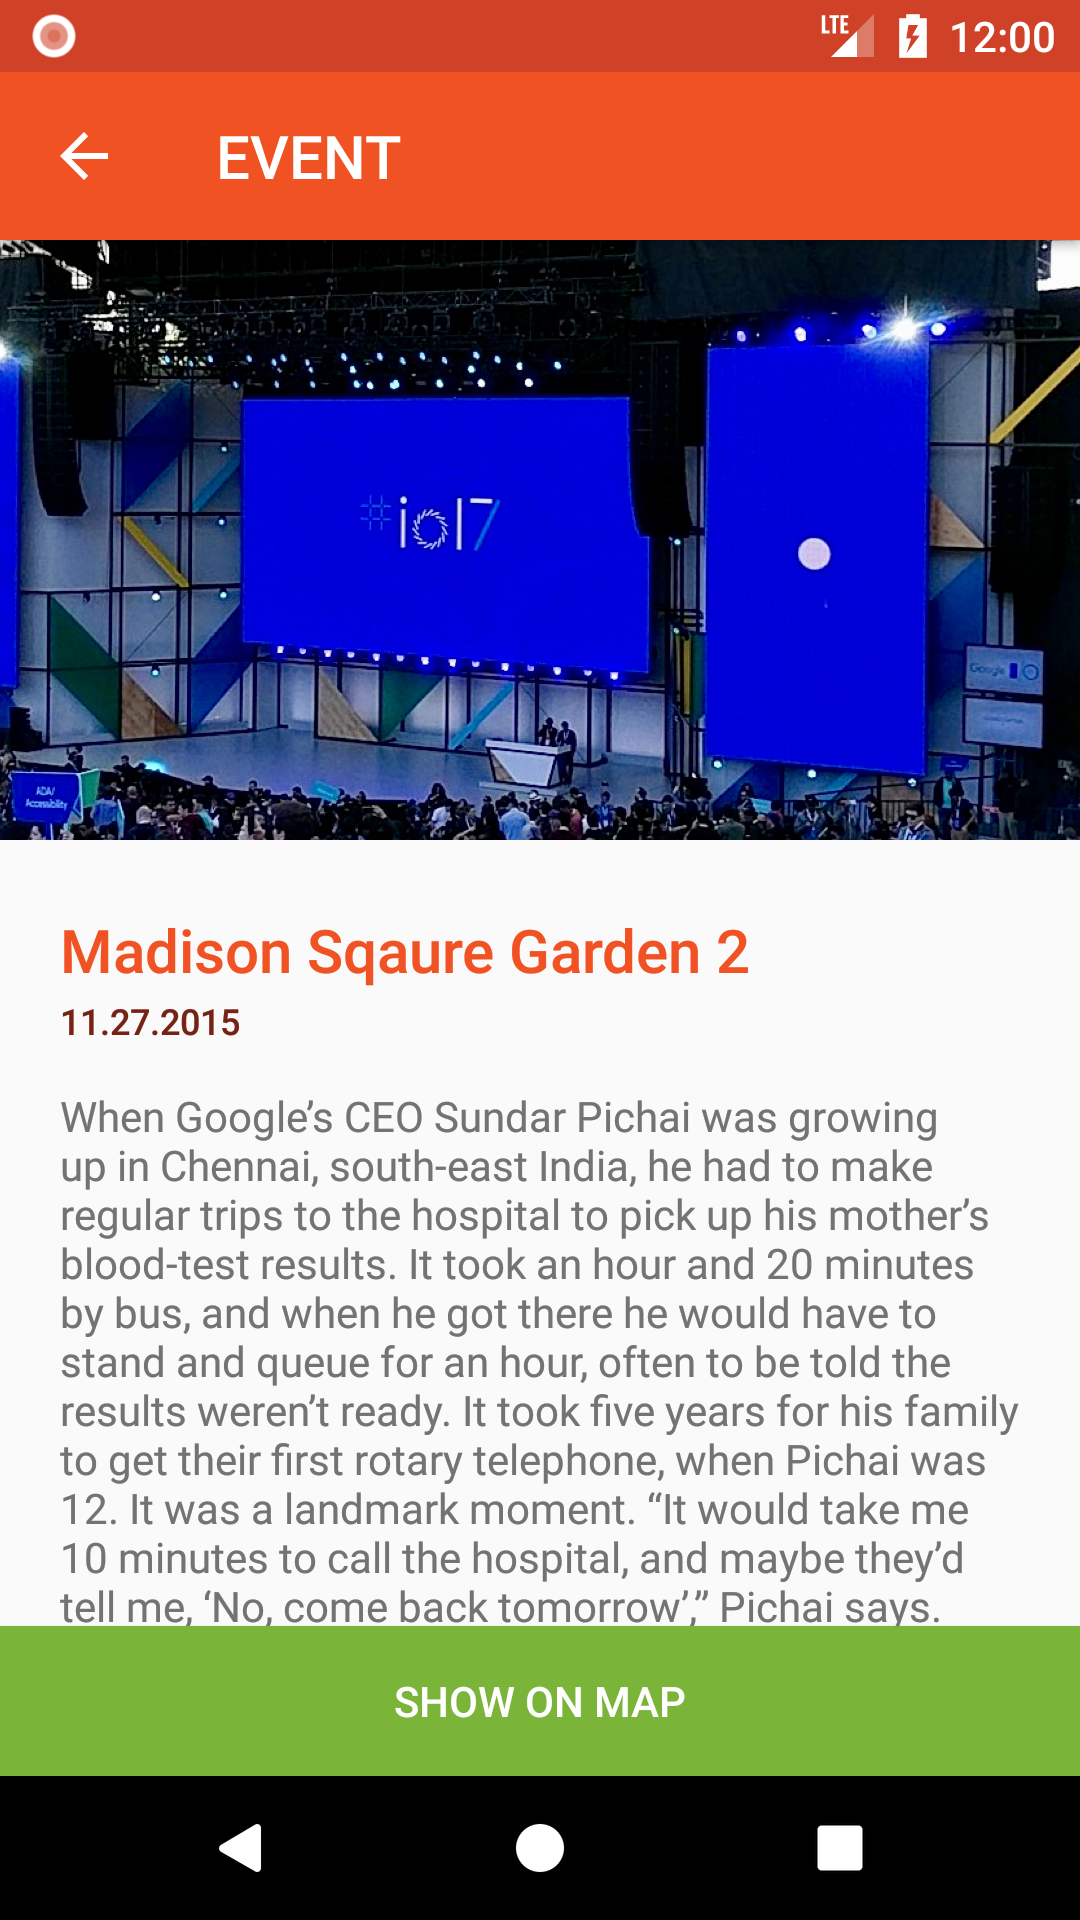 LTE 12:00
EVENT
#io17
Google
ADA/
Accessibility
Madison Sqaure Garden 2
11.27.2015
When Google’s CEO Sundar Pichai was growing
up in Chennai, south-east India, he had to make
regular trips to the hospital to pick up his mother’s
blood-test results. It took an hour and 20 minutes
by bus, and when he got there he would have to
stand and queue for an hour, often to be told the
results weren’t ready. It took five years for his family
to get their first rotary telephone, when Pichai was
12. It was a landmark moment. “It would take me
10 minutes to call the hospital, and maybe they’d
tell me, ‘No, come back tomorrow’,” Pichai says.
SHOW ON MAP